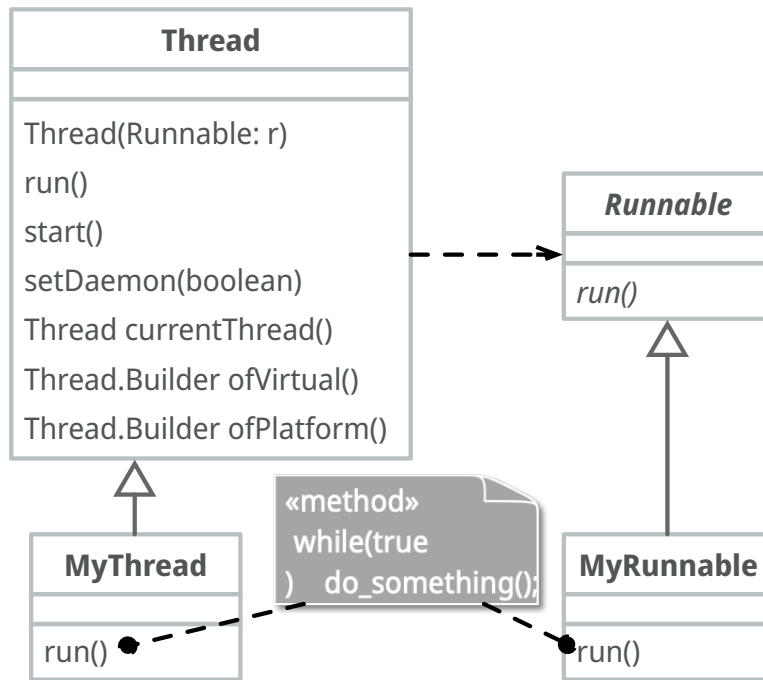 Thread
Thread(Runnable: r)
run()
start()
setDaemon(boolean)
Thread currentThread()
Thread.Builder ofVirtual()
Thread.Builder ofPlatform()
Runnable
run()
«method»
while(true
) do_something();
MyThread
run()
MyRunnable
run()